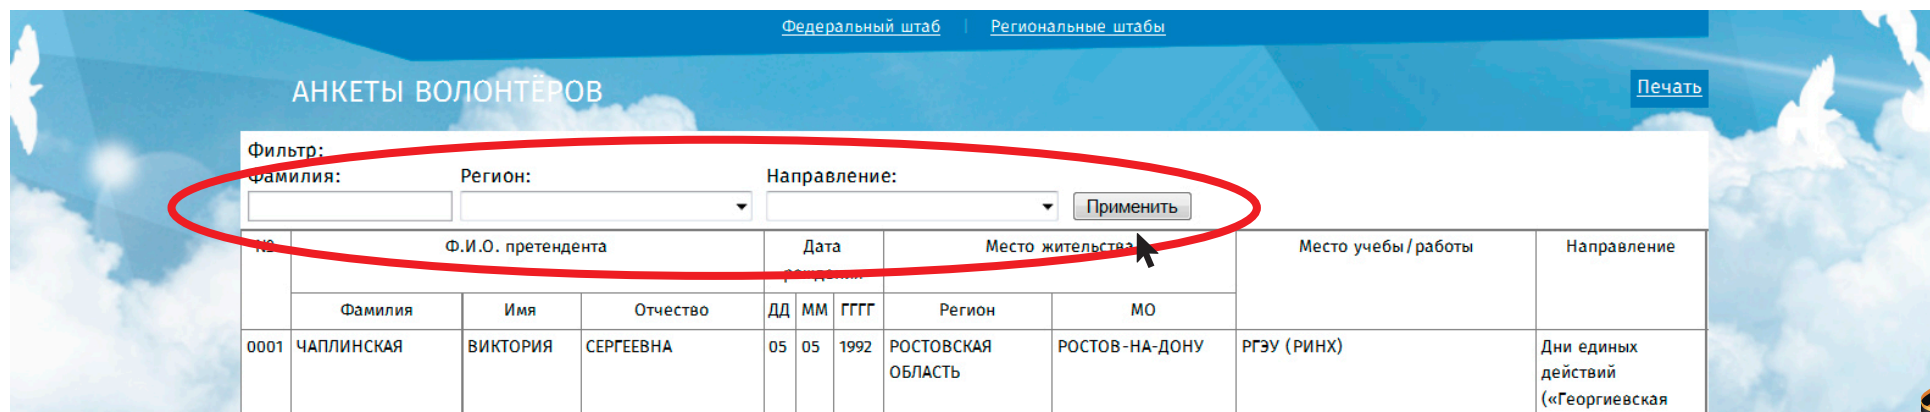 Федеральный штаб | Региональные штабы
АНКЕТЫ ВОЛОНТЁРОВ
Печать
Фильтр:
Фамилия: Регион: Направление:
Применить
№ Ф.И.О. претендента Дата рождения Место жительства Место учебы/работы Направление
Фамилия Имя Отчество ДД ММ ГГГГ Регион МО
0001 ЧАПЛИНСКАЯ ВИКТОРИЯ СЕРГЕЕВНА 05 05 1992 РОСТОВСКАЯ РОСТОВ-НА-ДОНУ РГЭУ (РИНХ) Дни единых
ОБЛАСТЬ действий
(«Георгиевская